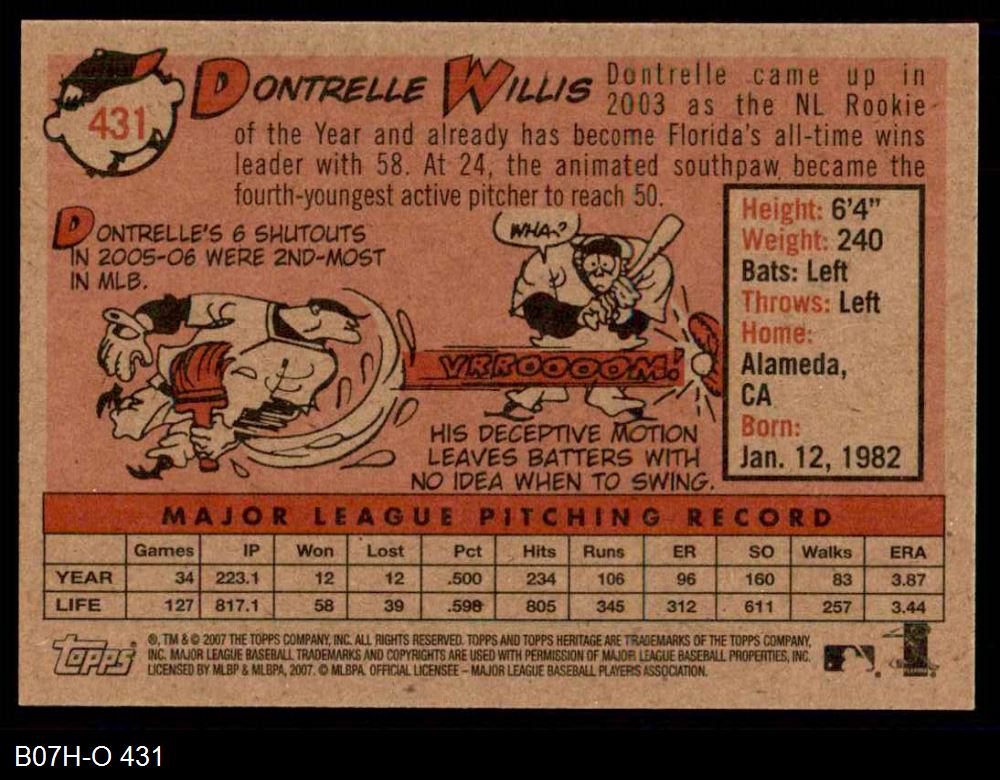 431
DONTRELLE WILLIS
Dontrelle came up in
2003 as the NL Rookie
of the Year and already has become Florida's all-time wins
leader with 58. At 24, the animated southpaw became the
fourth-youngest active pitcher to reach 50.
DONTRELLE'S 6 SHUTOUTS
IN 2005-06 WERE 2ND-MOST
IN MLB.
WHA?
VRROOOOOM!
HIS DECEPTIVE MOTION
LEAVES BATTERS WITH
NO IDEA WHEN TO SWING.
Height: 6'4"
Weight: 240
Bats: Left
Throws: Left
Home:
Alameda,
CA
Born:
Jan. 12, 1982
MAJOR LEAGUE PITCHING RECORD
Games IP Won Lost Pct Hits Runs ER SO Walks ERA
YEAR 34 223.1 12 12 .500 234 106 96 160 83 3.87
LIFE 127 817.1 58 39 .598 805 345 312 611 257 3.44
TOPPS
®, TM & © 2007 THE TOPPS COMPANY, INC. ALL RIGHTS RESERVED. TOPPS AND TOPPS HERITAGE ARE TRADEMARKS OF THE TOPPS COMPANY,
INC. MAJOR LEAGUE BASEBALL TRADEMARKS AND COPYRIGHTS ARE USED WITH PERMISSION OF MAJOR LEAGUE BASEBALL PROPERTIES, INC.
LICENSED BY MLBP & MLBPA, 2007. © MLBPA. OFFICIAL LICENSEE – MAJOR LEAGUE BASEBALL PLAYERS ASSOCIATION.
B07H-O 431